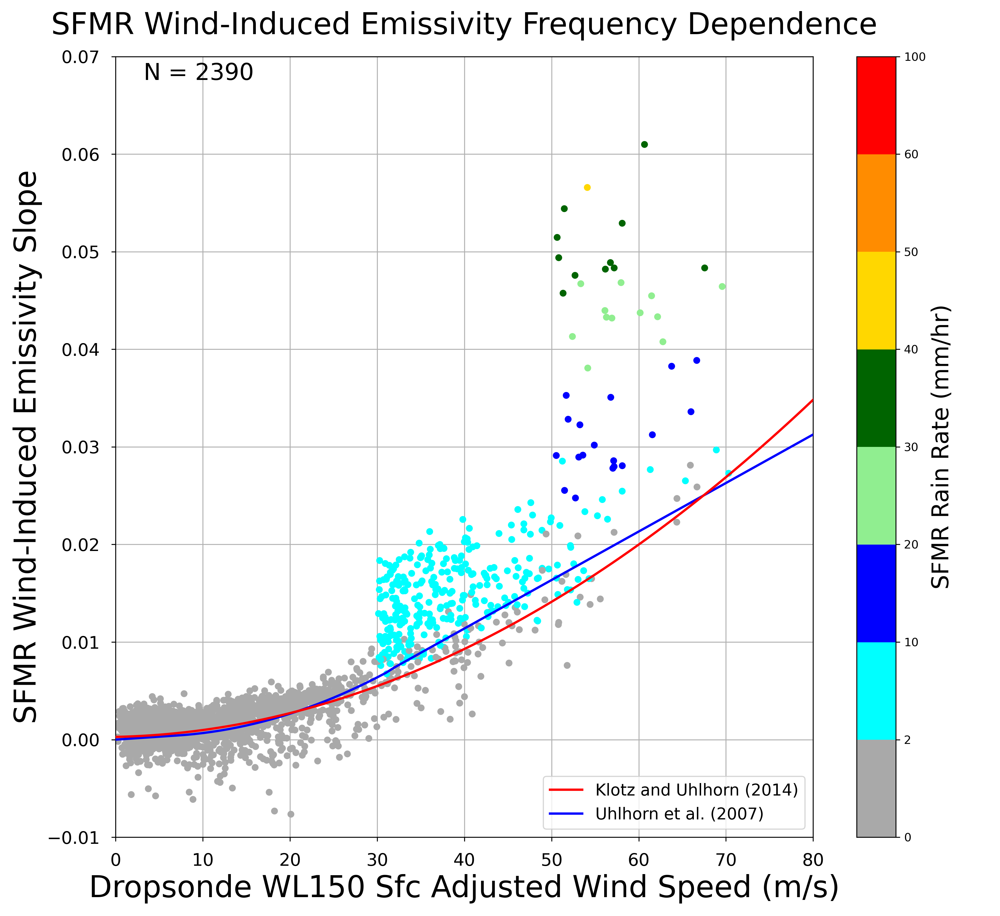 SFMR Wind-Induced Emissivity Frequency Dependence
N = 2390
SFMR Wind-Induced Emissivity Slope
0.07
0.06
0.05
0.04
0.03
0.02
0.01
0.00
−0.01
0 10 20 30 40 50 60 70 80
Dropsonde WL150 Sfc Adjusted Wind Speed (m/s)
Klotz and Uhlhorn (2014)
Uhlhorn et al. (2007)
100
60
50
40
30
20
10
2
0
SFMR Rain Rate (mm/hr)